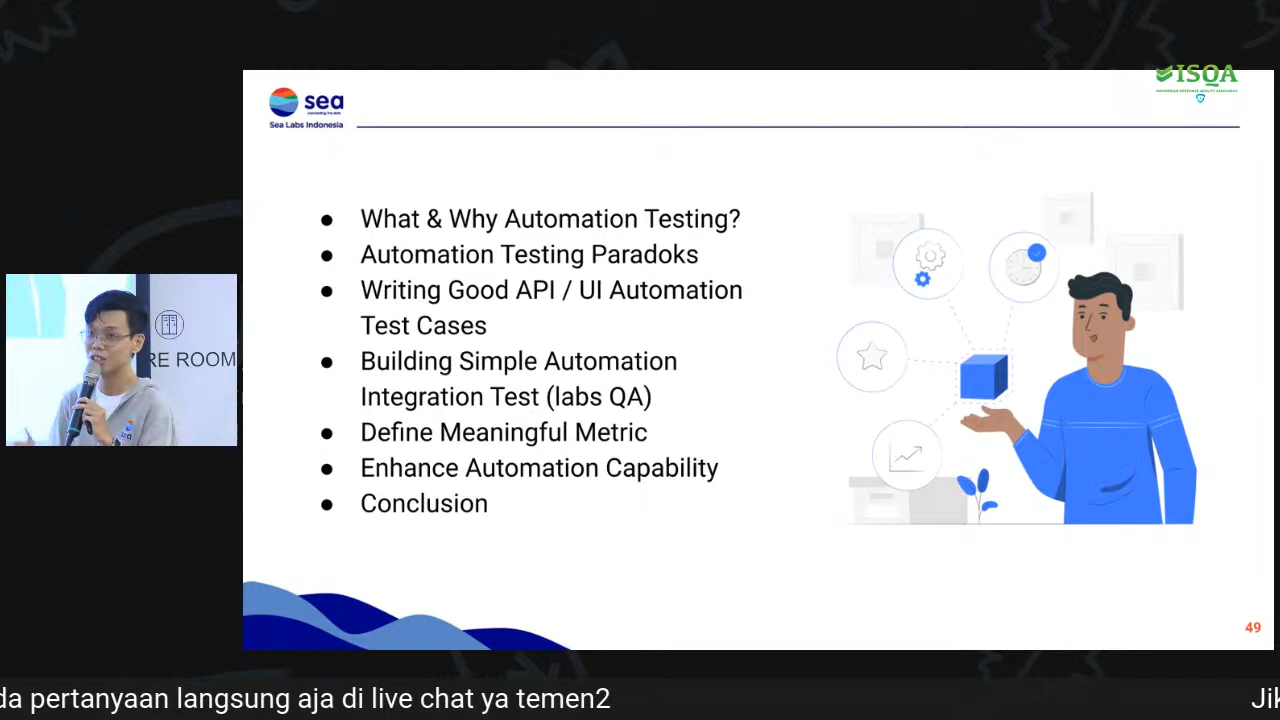 ISQA
sea
Sea Labs Indonesia
What & Why Automation Testing?
Automation Testing Paradoks
Writing Good API / UI Automation
Test Cases
Building Simple Automation
Integration Test (labs QA)
Define Meaningful Metric
Enhance Automation Capability
Conclusion
RE ROOM
49
da pertanyaan langsung aja di live chat ya temen2
Jik